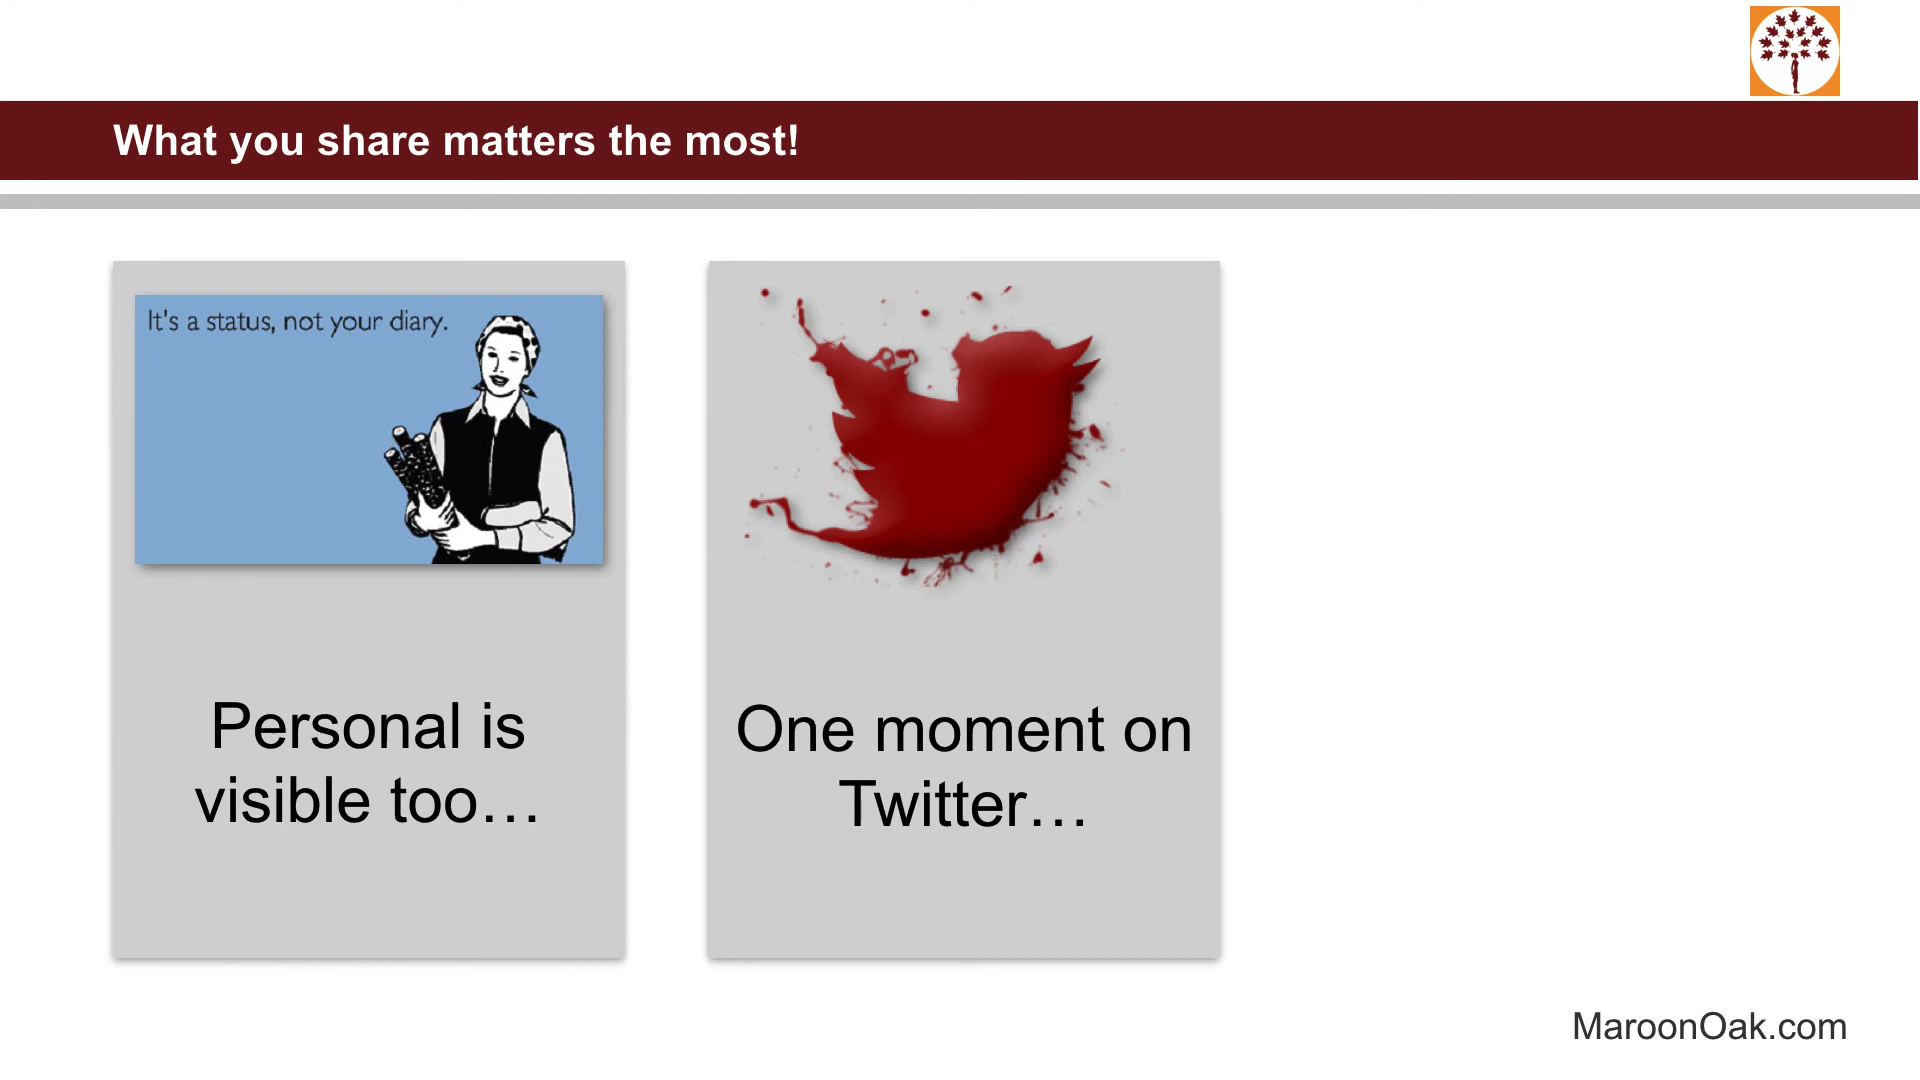 What you share matters the most!
It's a status, not your diary.
Personal is
visible too…
One moment on
Twitter…
MaroonOak.com